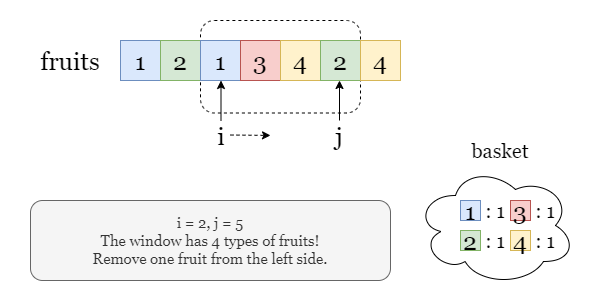 fruits 1 2 1 3 4 2 4
i j
basket
1 : 1 3 : 1
2 : 1 4 : 1
i = 2, j = 5
The window has 4 types of fruits!
Remove one fruit from the left side.